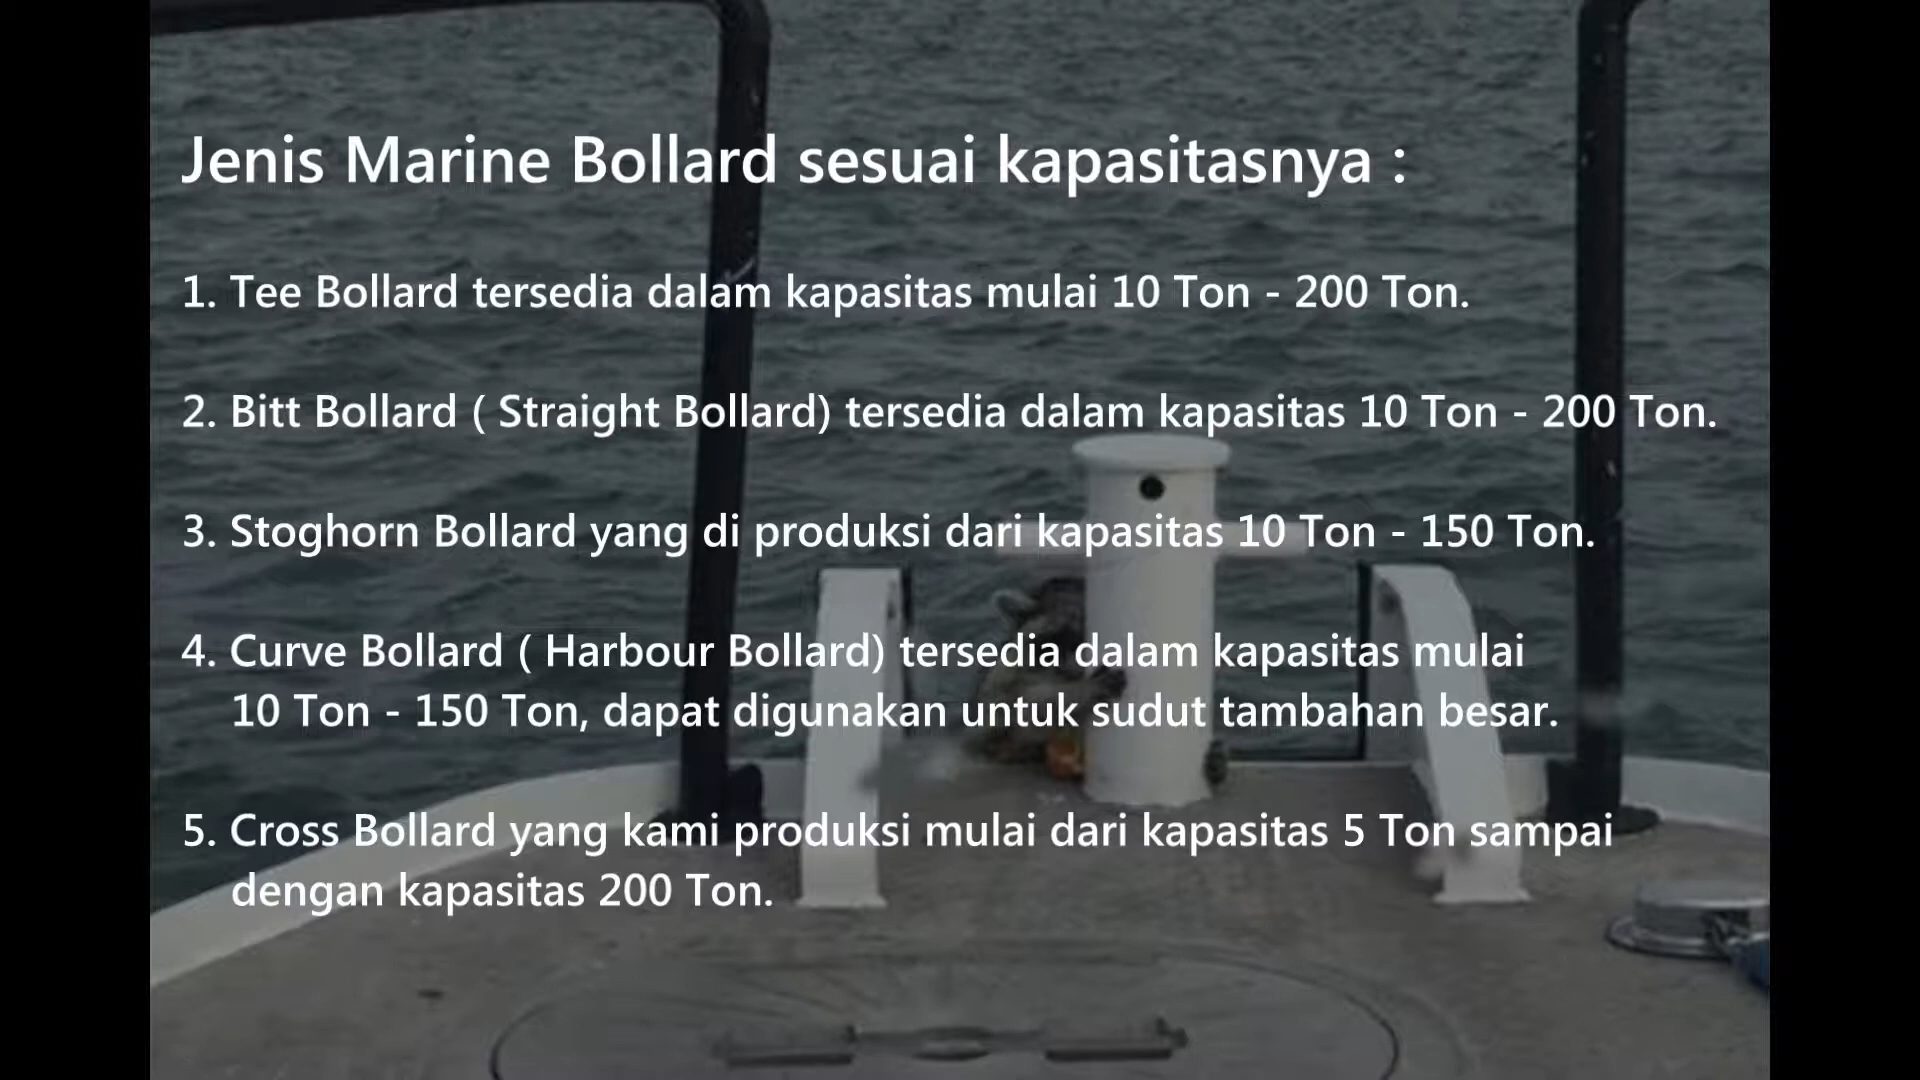 Jenis Marine Bollard sesuai kapasitasnya :
1. Tee Bollard tersedia dalam kapasitas mulai 10 Ton - 200 Ton.
2. Bitt Bollard ( Straight Bollard) tersedia dalam kapasitas 10 Ton - 200 Ton.
3. Stoghorn Bollard yang di produksi dari kapasitas 10 Ton - 150 Ton.
4. Curve Bollard ( Harbour Bollard) tersedia dalam kapasitas mulai
10 Ton - 150 Ton, dapat digunakan untuk sudut tambahan besar.
5. Cross Bollard yang kami produksi mulai dari kapasitas 5 Ton sampai
dengan kapasitas 200 Ton.